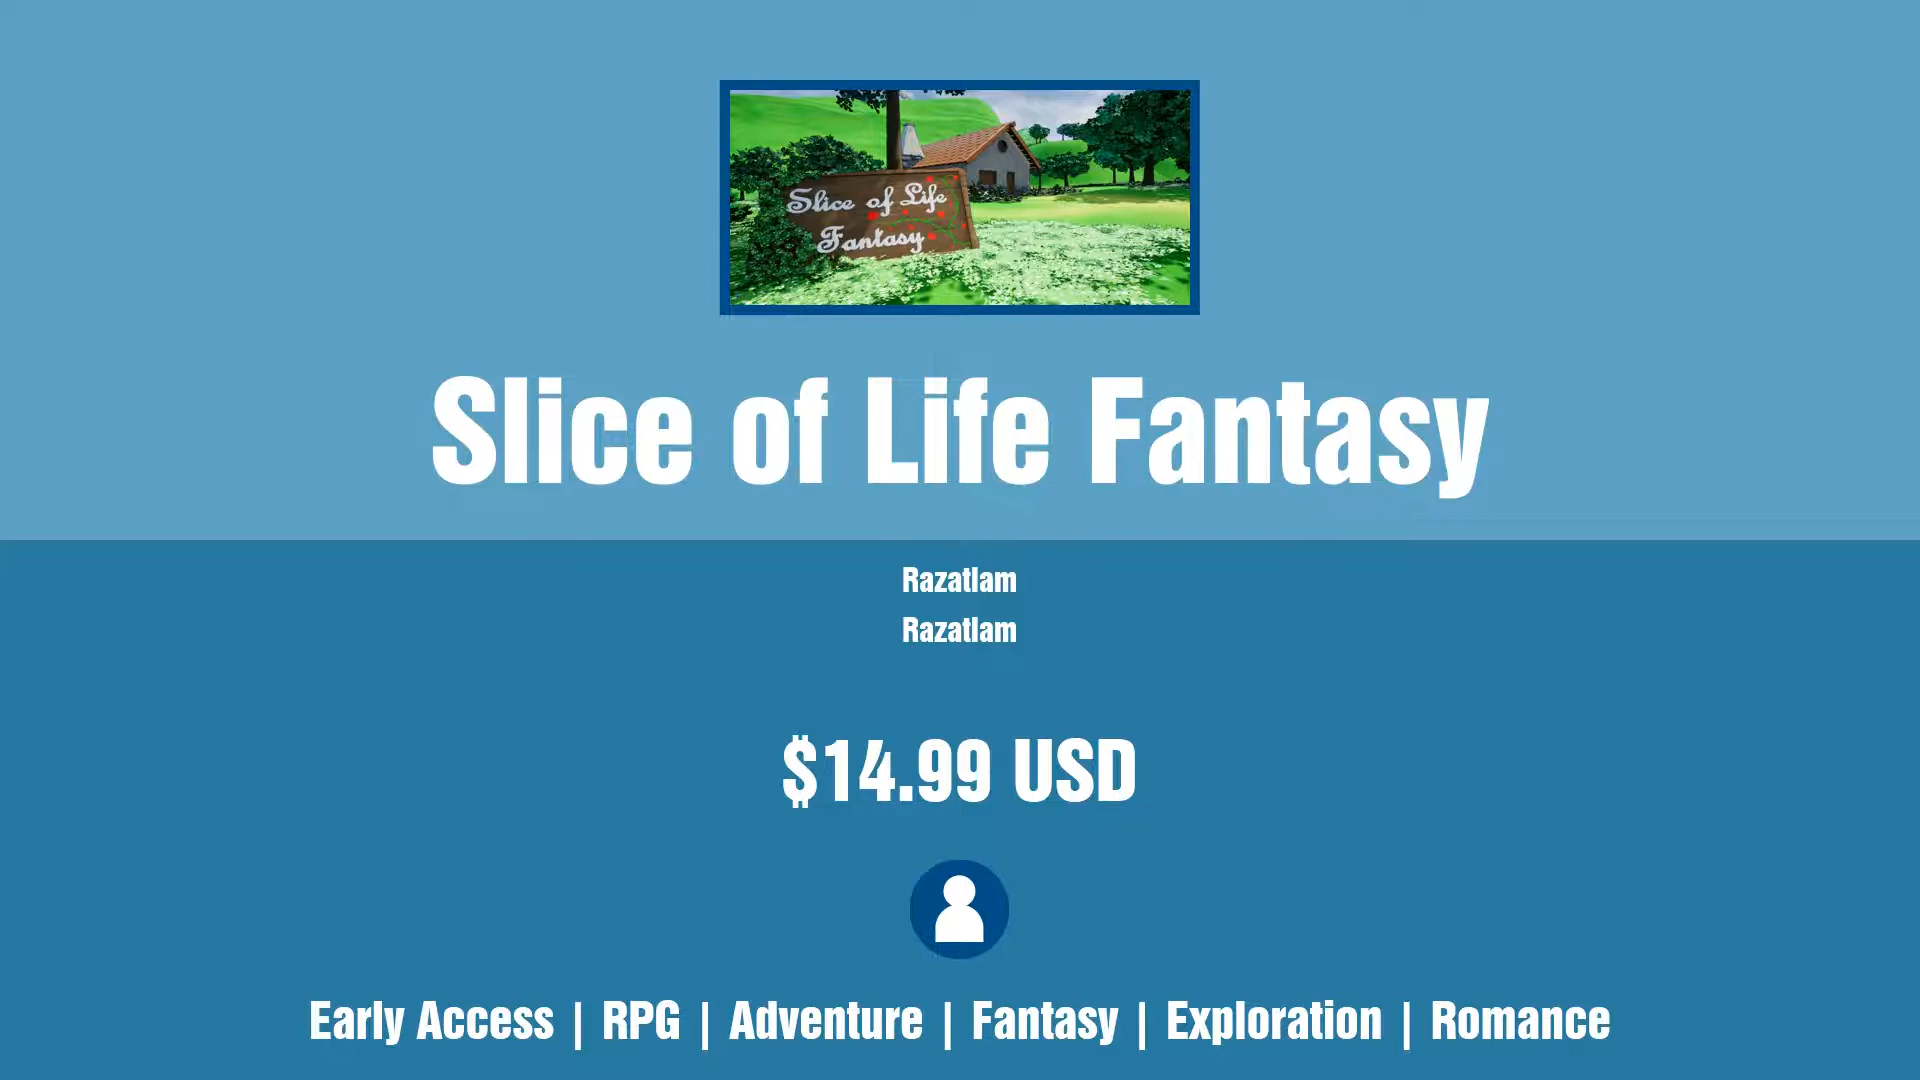 Slice of Life
Fantasy
Slice of Life Fantasy
Razatlam
Razatlam
$14.99 USD
Early Access | RPG | Adventure | Fantasy | Exploration | Romance